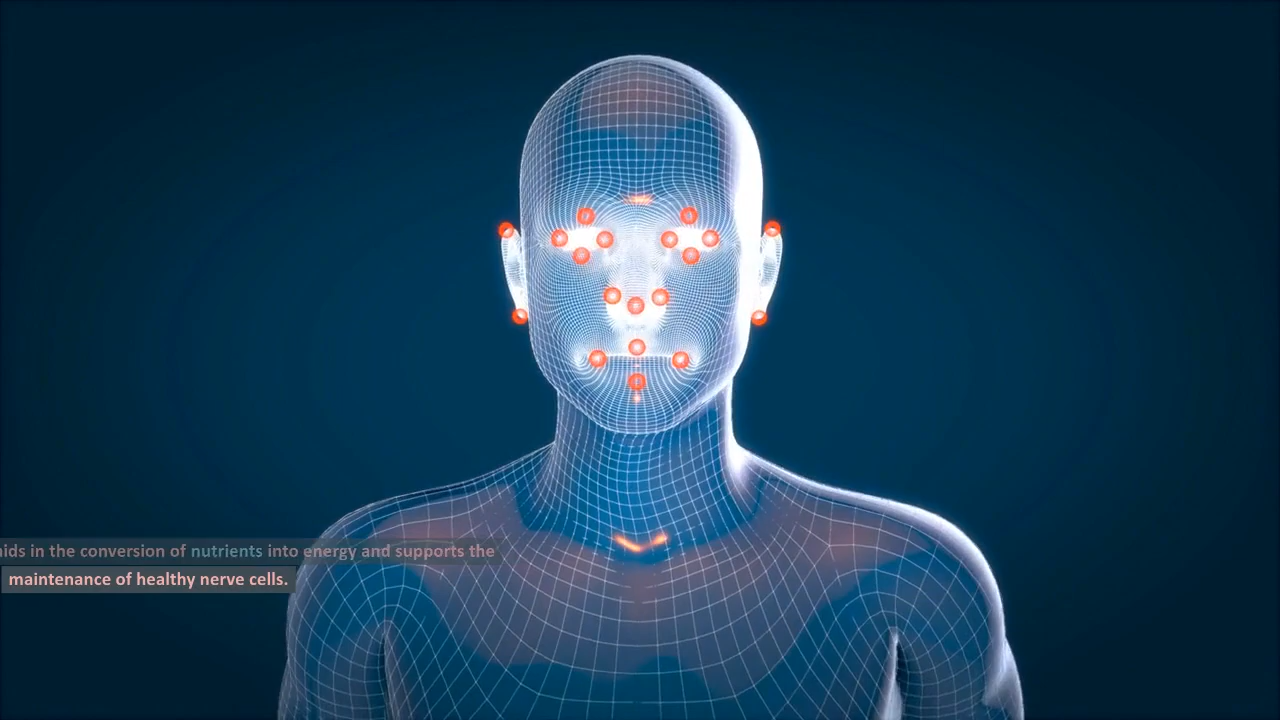 aids in the conversion of nutrients into energy and supports the
maintenance of healthy nerve cells.